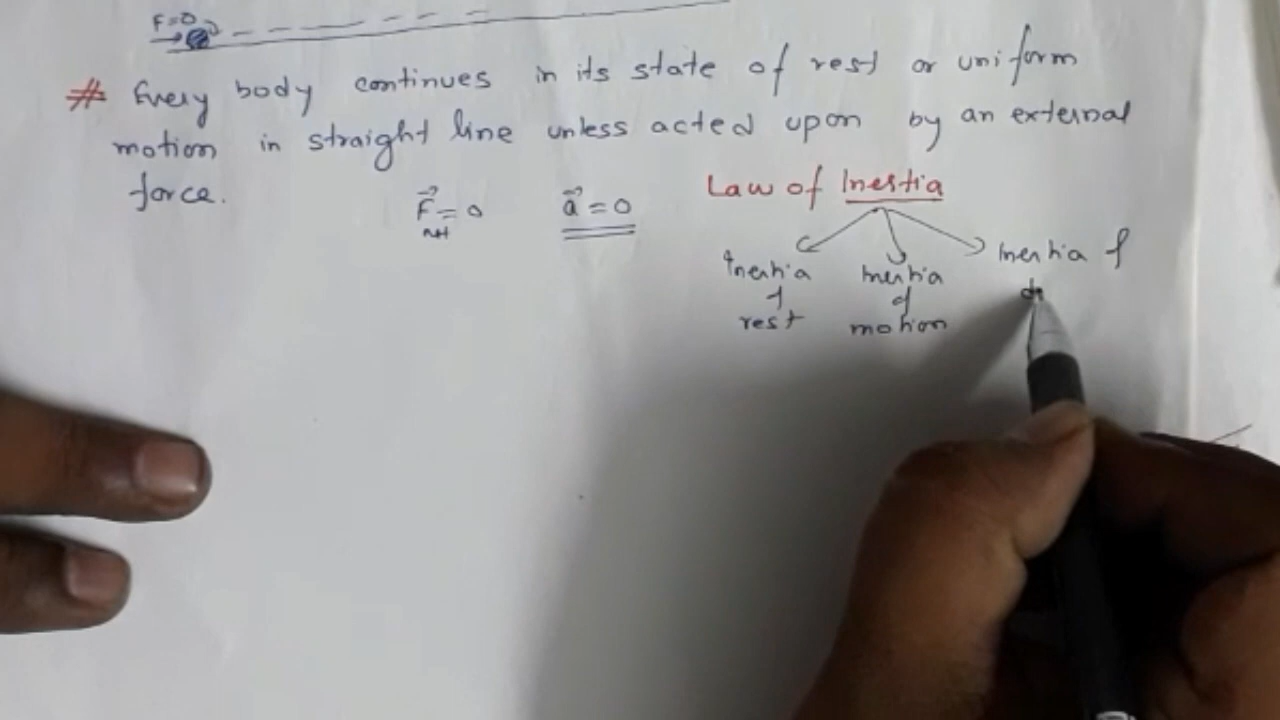 F=0
# Every body continues in its state of rest or uniform
motion in straight line unless acted upon by an external
force.
F⃗net = 0 a⃗ = 0
Law of Inertia
Inertia
of
rest
Inertia
of
motion
Inertia of